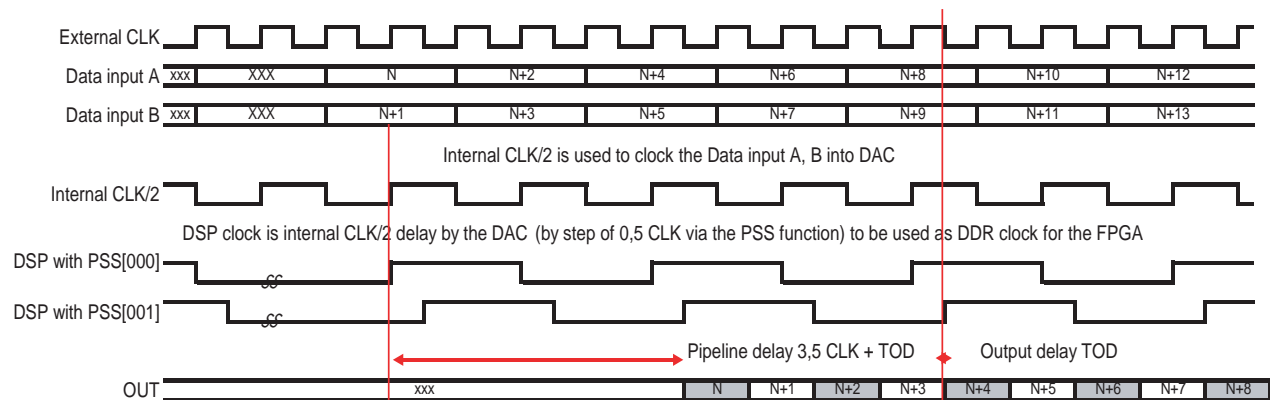 External CLK
Data input A xxx XXX N N+2 N+4 N+6 N+8 N+10 N+12
Data input B xxx XXX N+1 N+3 N+5 N+7 N+9 N+11 N+13
Internal CLK/2 is used to clock the Data input A, B into DAC
Internal CLK/2
DSP clock is internal CLK/2 delay by the DAC (by step of 0,5 CLK via the PSS function) to be used as DDR clock for the FPGA
DSP with PSS[000]
DSP with PSS[001]
Pipeline delay 3,5 CLK + TOD Output delay TOD
OUT xxx N N+1 N+2 N+3 N+4 N+5 N+6 N+7 N+8